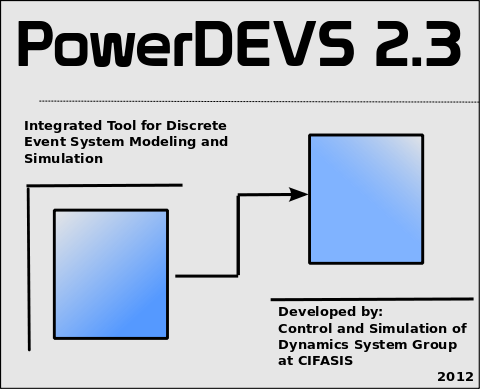 PowerDEVS 2.3
Integrated Tool for Discrete
Event System Modeling and
Simulation
Developed by:
Control and Simulation of
Dynamics System Group
at CIFASIS
2012